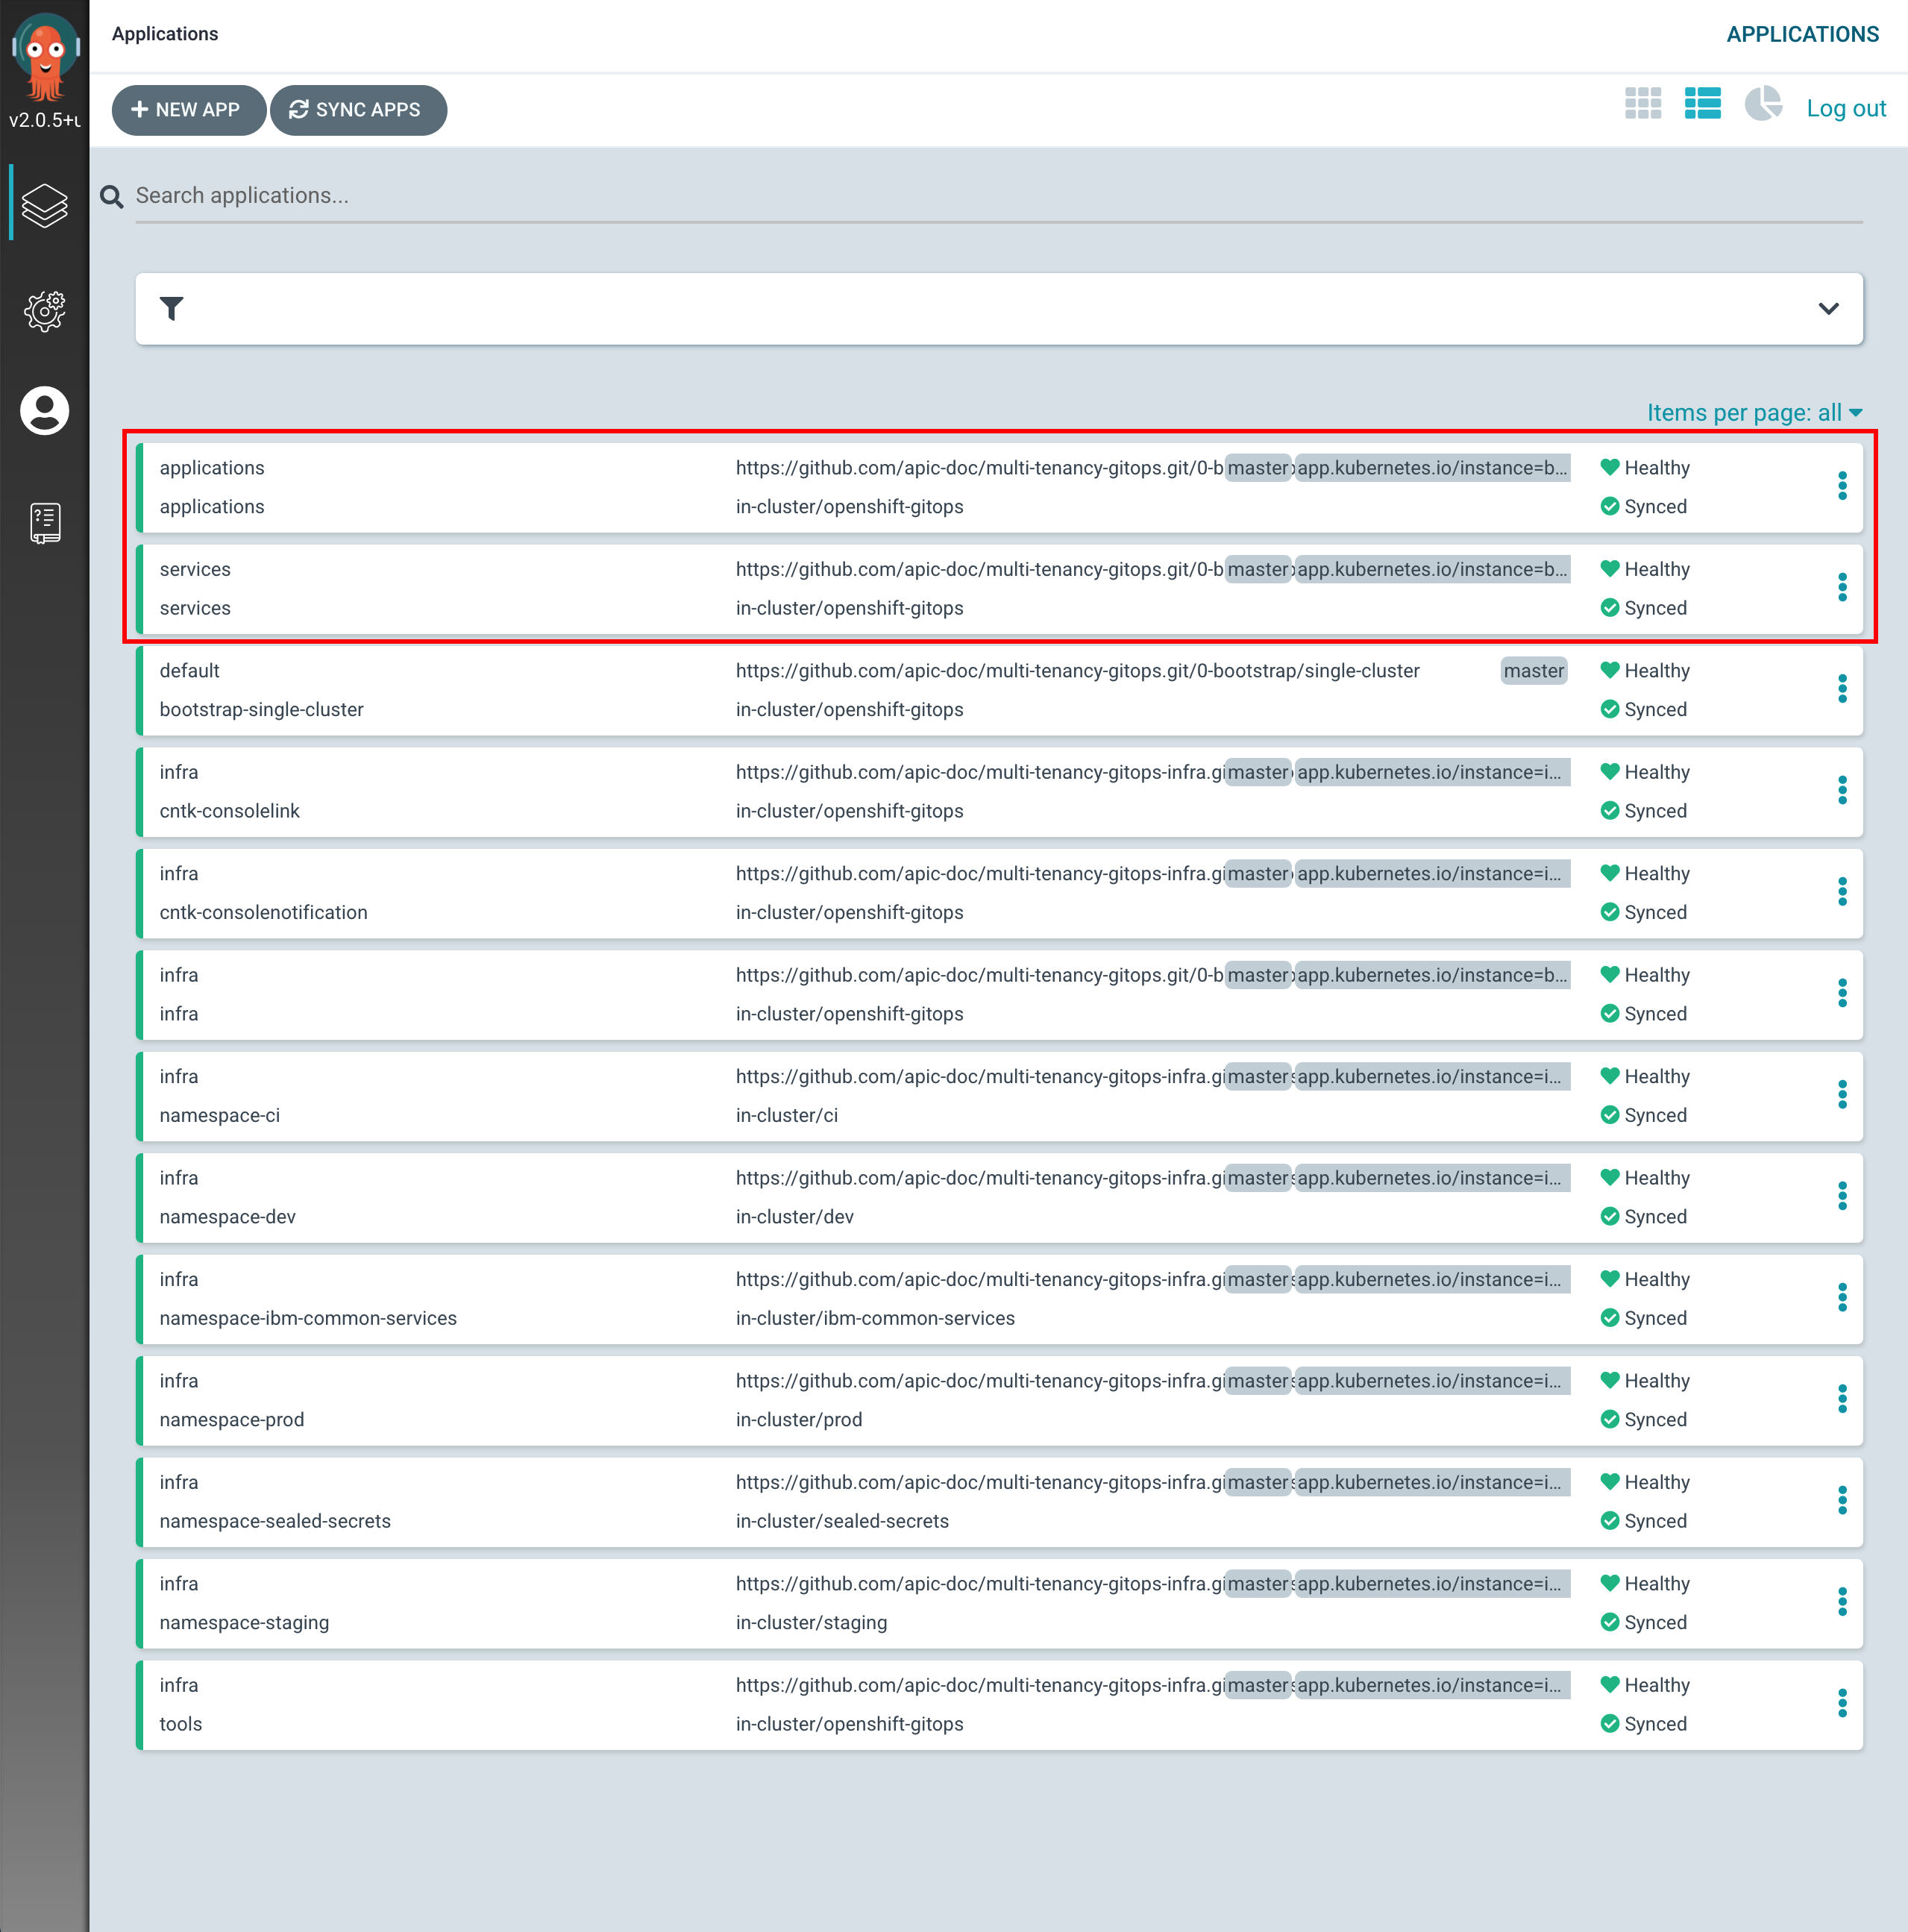 Applications
APPLICATIONS
v2.0.5+u
NEW APP
SYNC APPS
Log out
Search applications...
Items per page: all
applications https://github.com/apic-doc/multi-tenancy-gitops.git/0-b master app.kubernetes.io/instance=b... Healthy
applications in-cluster/openshift-gitops Synced
services https://github.com/apic-doc/multi-tenancy-gitops.git/0-b master app.kubernetes.io/instance=b... Healthy
services in-cluster/openshift-gitops Synced
default https://github.com/apic-doc/multi-tenancy-gitops.git/0-bootstrap/single-cluster master Healthy
bootstrap-single-cluster in-cluster/openshift-gitops Synced
infra https://github.com/apic-doc/multi-tenancy-gitops-infra.gi master app.kubernetes.io/instance=i... Healthy
cntk-consolelink in-cluster/openshift-gitops Synced
infra https://github.com/apic-doc/multi-tenancy-gitops-infra.gi master app.kubernetes.io/instance=i... Healthy
cntk-consolenotification in-cluster/openshift-gitops Synced
infra https://github.com/apic-doc/multi-tenancy-gitops.git/0-b master app.kubernetes.io/instance=b... Healthy
infra in-cluster/openshift-gitops Synced
infra https://github.com/apic-doc/multi-tenancy-gitops-infra.gi master app.kubernetes.io/instance=i... Healthy
namespace-ci in-cluster/ci Synced
infra https://github.com/apic-doc/multi-tenancy-gitops-infra.gi master app.kubernetes.io/instance=i... Healthy
namespace-dev in-cluster/dev Synced
infra https://github.com/apic-doc/multi-tenancy-gitops-infra.gi master app.kubernetes.io/instance=i... Healthy
namespace-ibm-common-services in-cluster/ibm-common-services Synced
infra https://github.com/apic-doc/multi-tenancy-gitops-infra.gi master app.kubernetes.io/instance=i... Healthy
namespace-prod in-cluster/prod Synced
infra https://github.com/apic-doc/multi-tenancy-gitops-infra.gi master app.kubernetes.io/instance=i... Healthy
namespace-sealed-secrets in-cluster/sealed-secrets Synced
infra https://github.com/apic-doc/multi-tenancy-gitops-infra.gi master app.kubernetes.io/instance=i... Healthy
namespace-staging in-cluster/staging Synced
infra https://github.com/apic-doc/multi-tenancy-gitops-infra.gi master app.kubernetes.io/instance=i... Healthy
tools in-cluster/openshift-gitops Synced